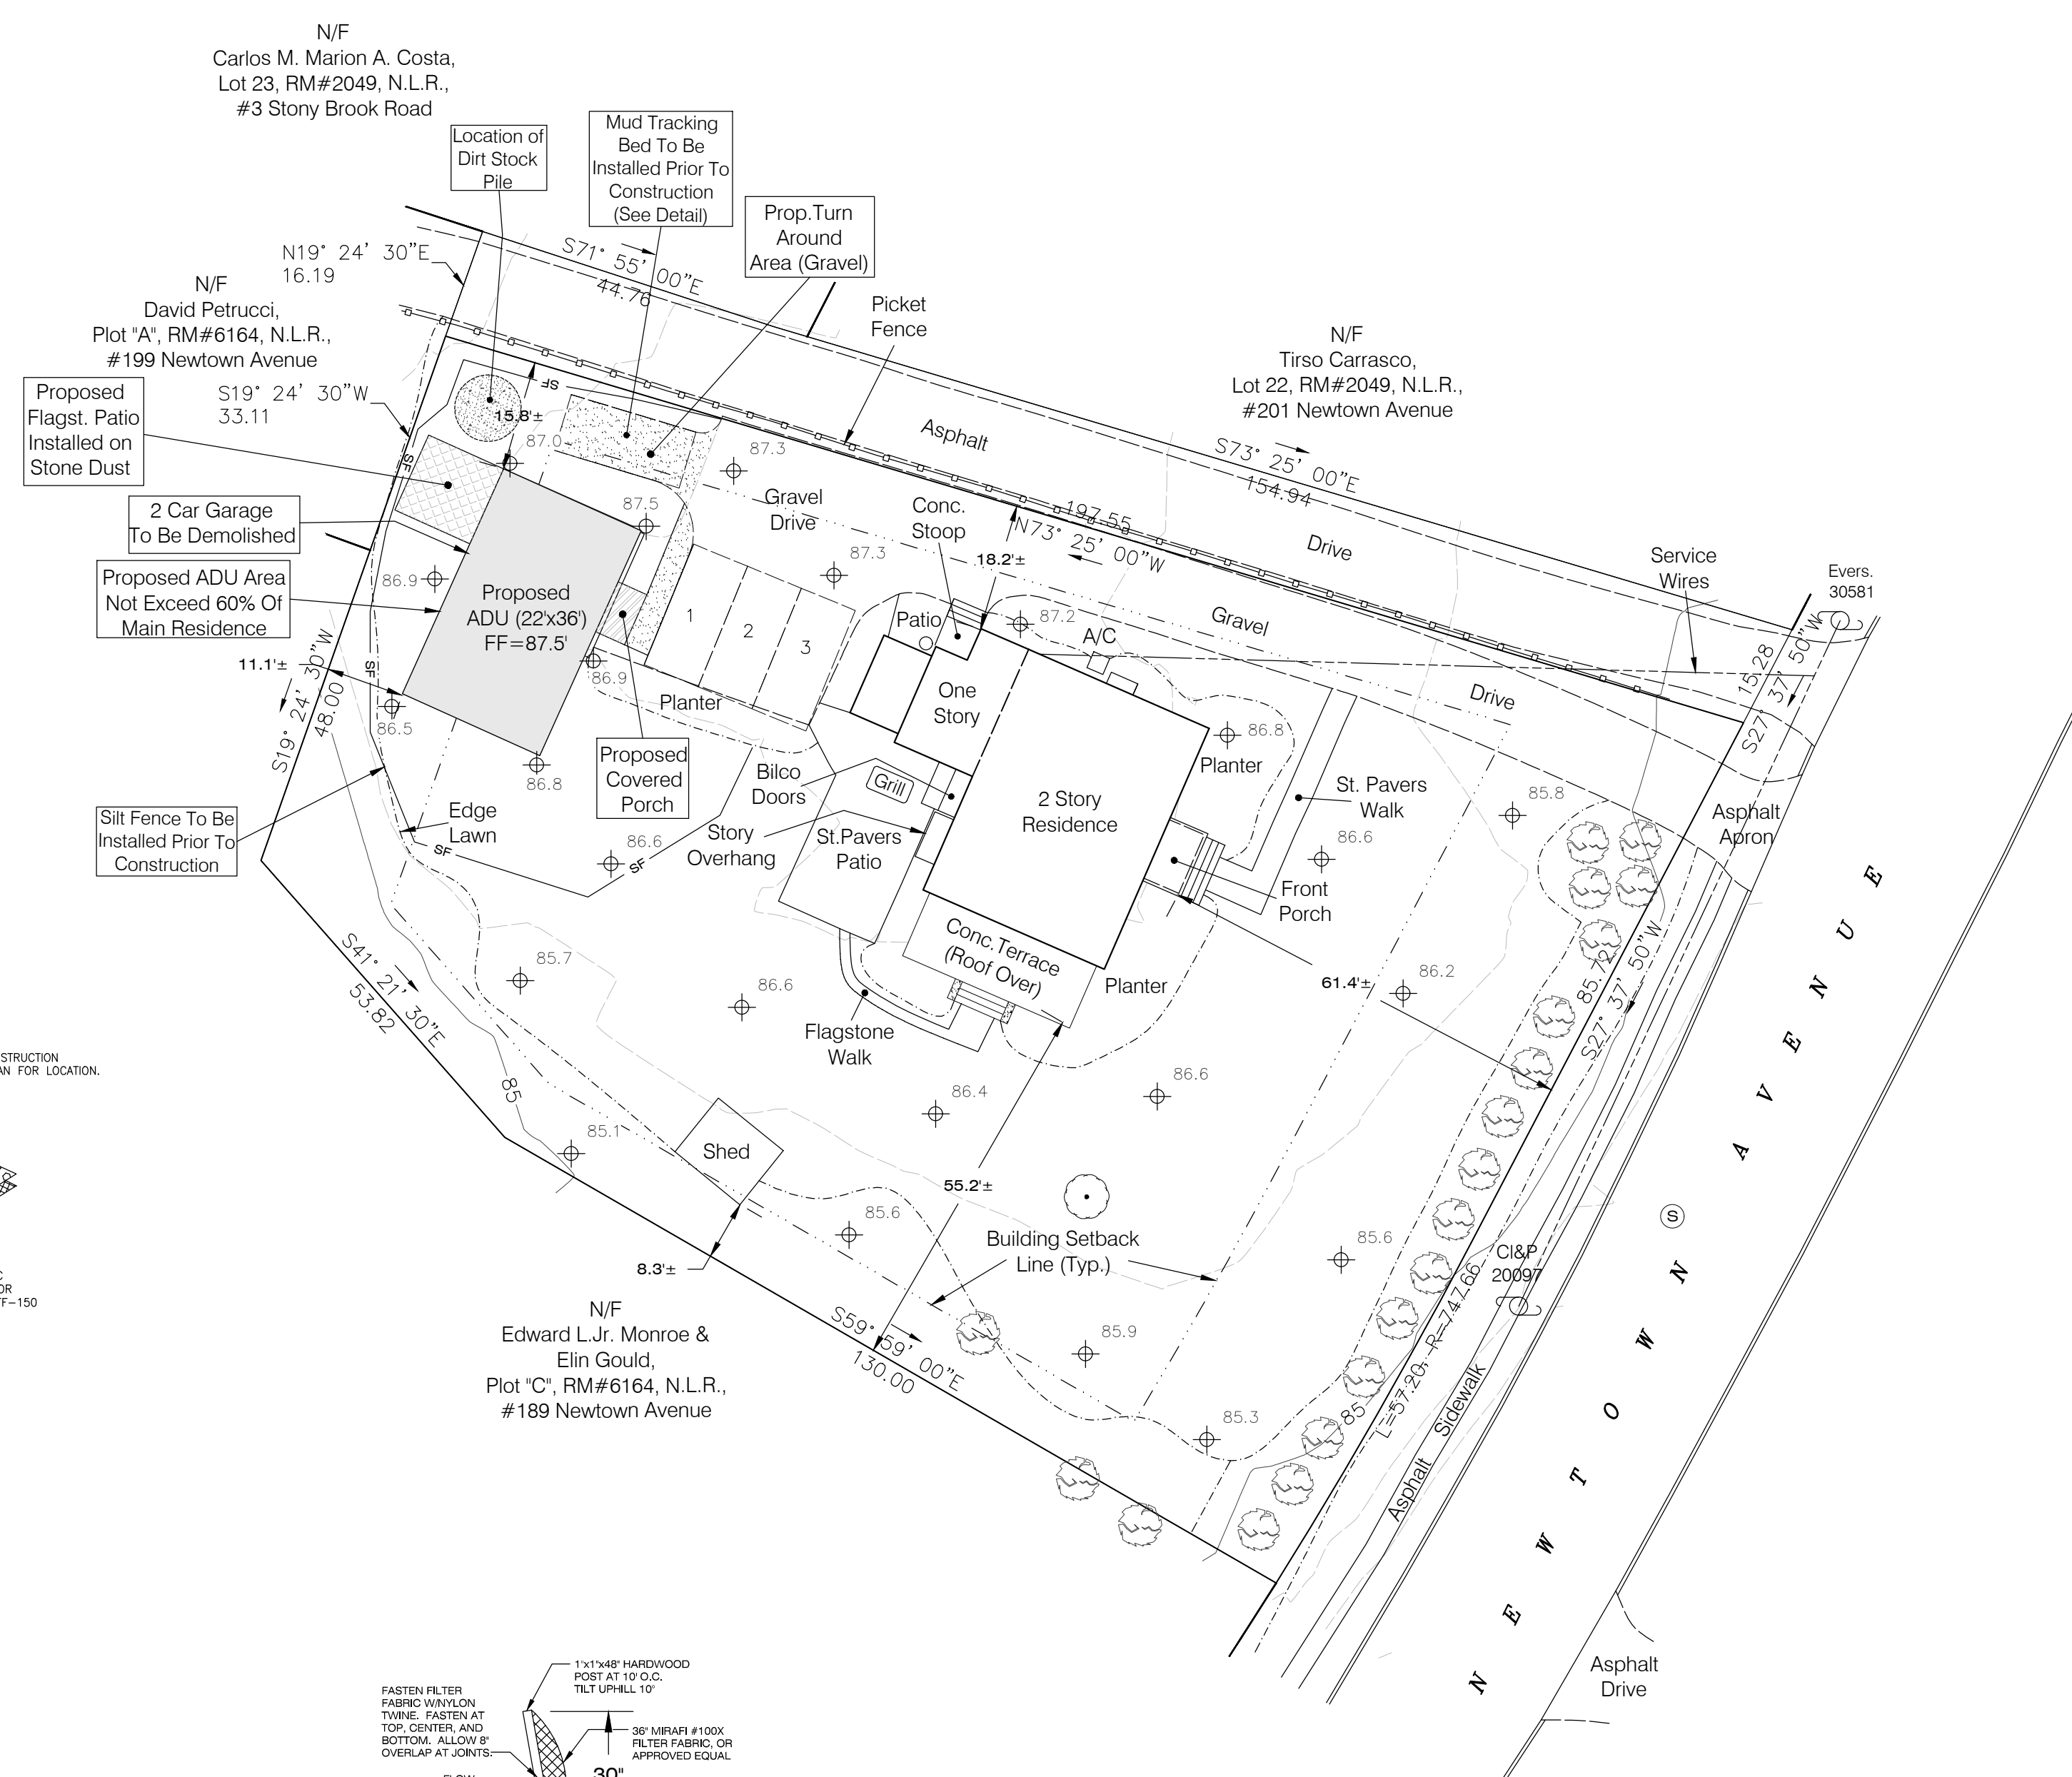 N/F
Carlos M. Marion A. Costa,
Lot 23, RM#2049, N.L.R.,
#3 Stony Brook Road
Location of
Dirt Stock
Pile
Mud Tracking
Bed To Be
Installed Prior To
Construction
(See Detail)
Prop.Turn
Around
Area (Gravel)
N19° 24' 30"E
16.19
S71° 55' 00"E
44.76
N/F
David Petrucci,
Plot "A", RM#6164, N.L.R.,
#199 Newtown Avenue
Picket
Fence
N/F
Tirso Carrasco,
Lot 22, RM#2049, N.L.R.,
#201 Newtown Avenue
S19° 24' 30"W
33.11
Proposed
Flagst. Patio
Installed on
Stone Dust
SF
15.8'±
87.0
87.3
Asphalt
Drive
S73° 25' 00"E
154.94
SF
87.5
Gravel
Drive
Conc.
Stoop
197.55
N73° 25' 00"W
2 Car Garage
To Be Demolished
87.3
18.2'±
Service
Wires
Evers.
30581
Proposed ADU Area
Not Exceed 60% Of
Main Residence
86.9
Proposed
ADU (22'x36')
FF=87.5'
1
2
3
Patio
87.2
A/C
Gravel
Drive
15.28
S27° 37' 50"W
11.1'±
S19° 24' 30"W
48.00
SF
86.9
Planter
One
Story
86.5
86.8
Proposed
Covered
Porch
Bilco
Doors
Grill
86.8
Planter
St. Pavers
Walk
85.8
Asphalt
Apron
2 Story
Residence
Silt Fence To Be
Installed Prior To
Construction
Edge
Lawn
SF
86.6
SF
Story
Overhang
St.Pavers
Patio
86.6
Front
Porch
Conc.Terrace
(Roof Over)
Planter
61.4'±
86.2
85.72
S27° 37' 50"W
S41° 21' 30"E
53.82
85.7
86.6
Flagstone
Walk
STRUCTION
AN FOR LOCATION.
85
86.4
86.6
85.1
Shed
55.2'±
85.6
Building Setback
Line (Typ.)
85.6
CI&P
20097
S
8.3'±
OR
TF-150
N/F
Edward L.Jr. Monroe &
Elin Gould,
Plot "C", RM#6164, N.L.R.,
#189 Newtown Avenue
S59° 59' 00"E
130.00
85.9
85.3
85
L=57.20, R=747.66
Asphalt Sidewalk
NEWTOWN AVENUE
Asphalt
Drive
1"x1"x48" HARDWOOD
POST AT 10' O.C.
TILT UPHILL 10°
FASTEN FILTER
FABRIC W/NYLON
TWINE. FASTEN AT
TOP, CENTER, AND
BOTTOM. ALLOW 8"
OVERLAP AT JOINTS.
36" MIRAFI #100X
FILTER FABRIC, OR
APPROVED EQUAL
30"
FLOW